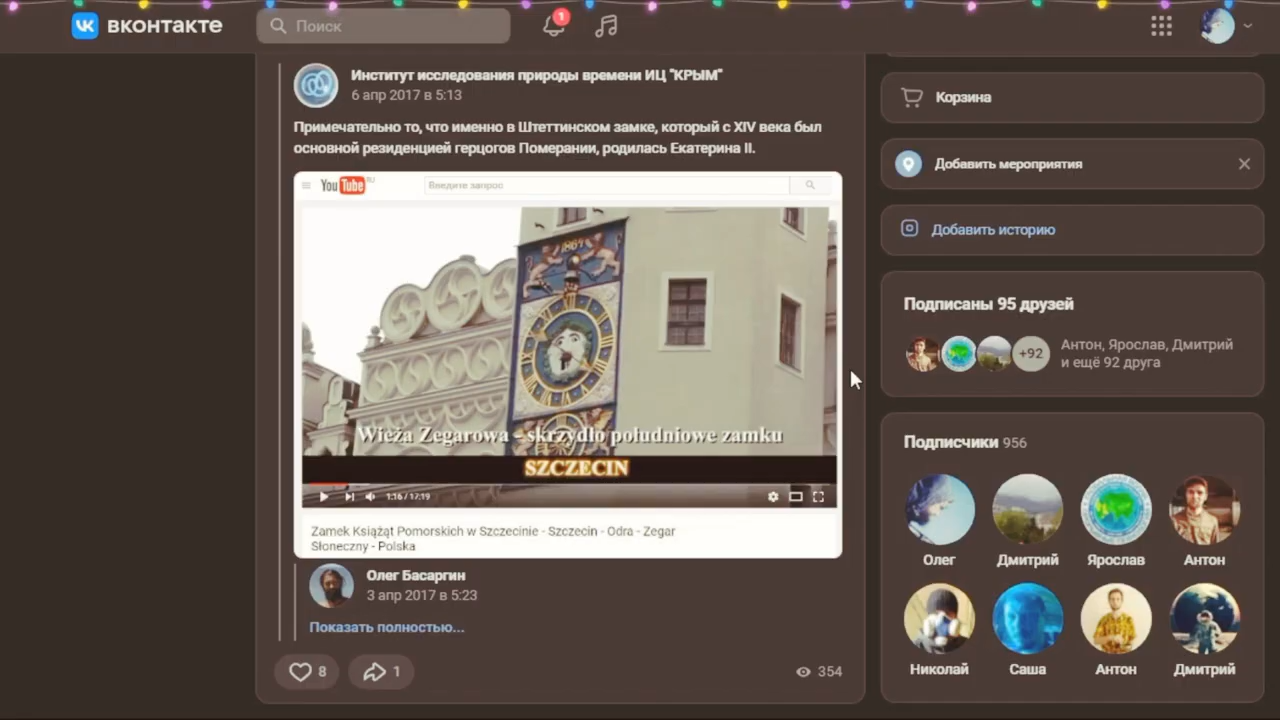 вконтакте
Поиск
1
Институт исследования природы времени ИЦ "КРЫМ"
6 апр 2017 в 5:13
Примечательно то, что именно в Штеттинском замке, который с XIV века был
основной резиденцией герцогов Померании, родилась Екатерина II.
YouTube RU
Введите запрос
1864
Wieża Zegarowa - skrzydło południowe zamku
SZCZECIN
1:16 / 17:19
Zamek Książąt Pomorskich w Szczecinie - Szczecin - Odra - Zegar
Słoneczny - Polska
Олег Басаргин
3 апр 2017 в 5:23
Показать полностью...
8
1
354
Корзина
Добавить мероприятия
Добавить историю
Подписаны 95 друзей
+92
Антон, Ярослав, Дмитрий
и ещё 92 друга
Подписчики 956
Олег Дмитрий Ярослав Антон
Николай Саша Антон Дмитрий